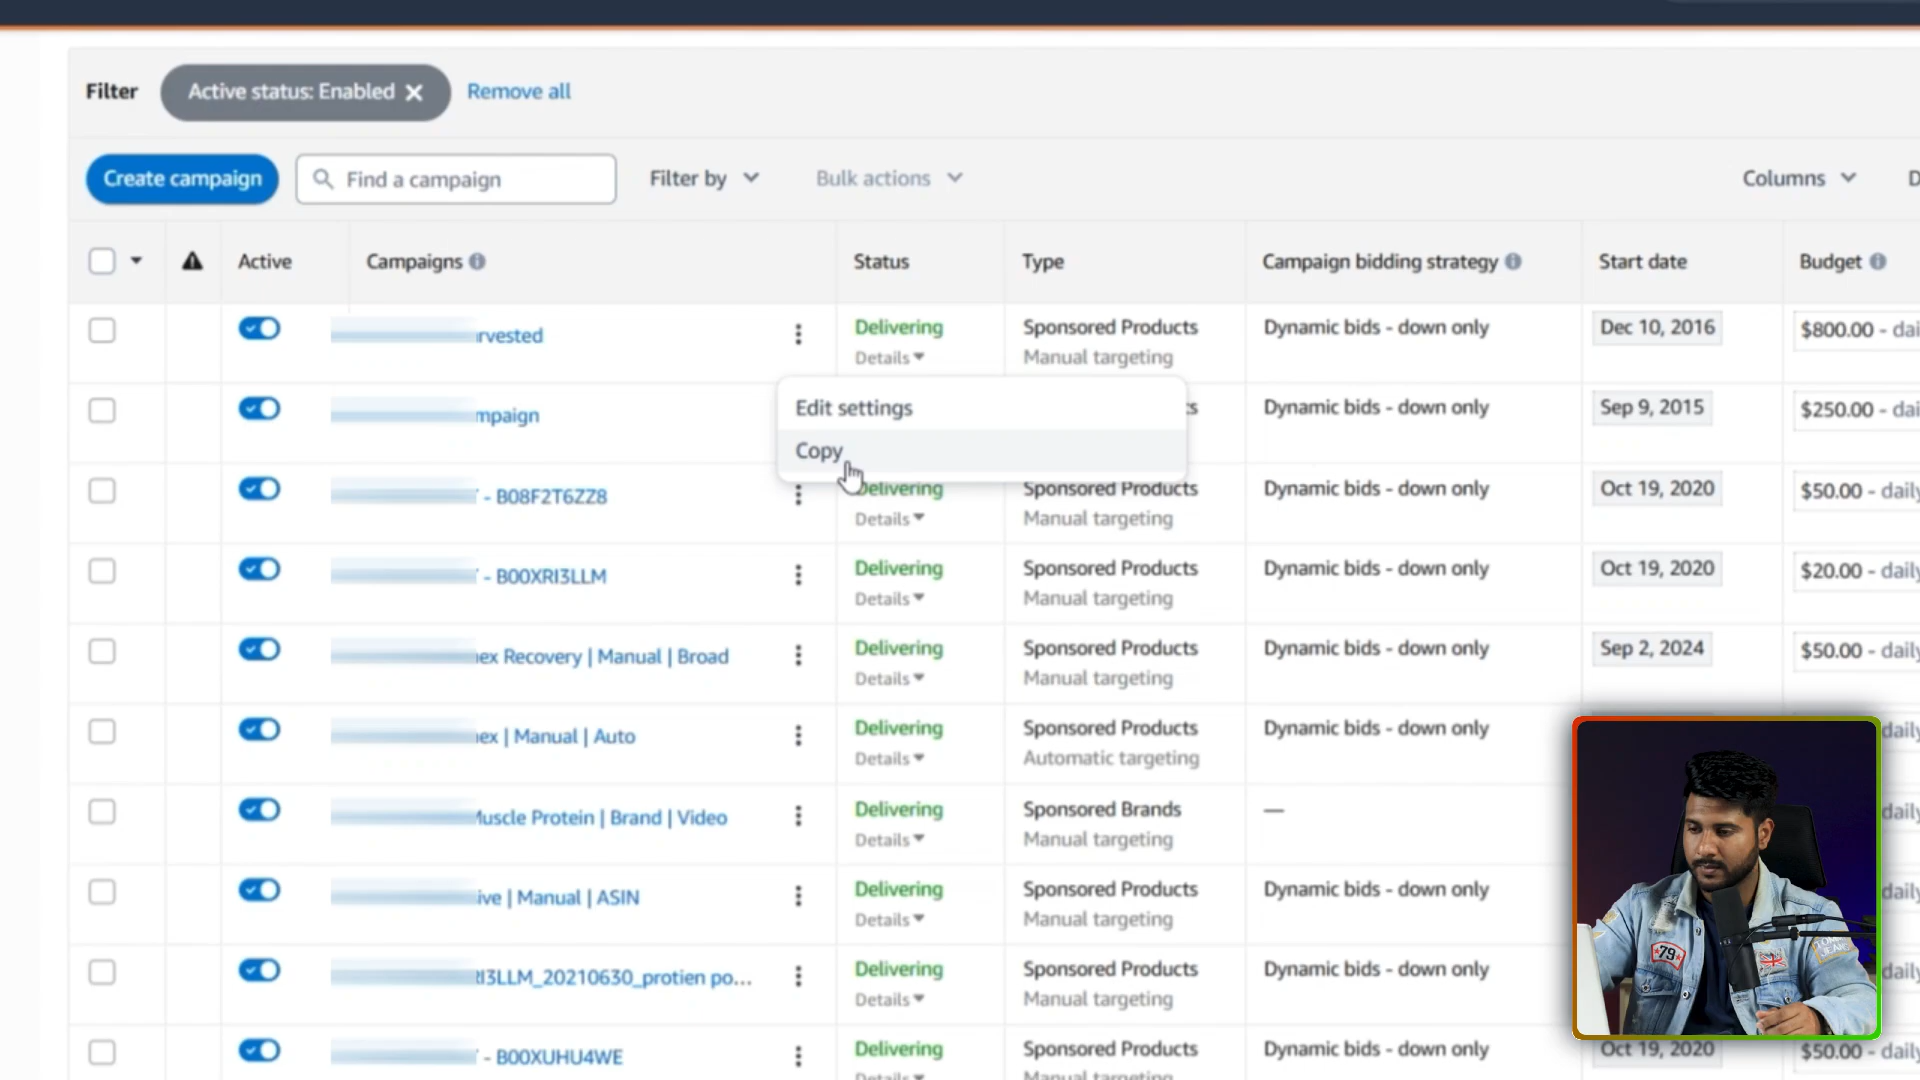 Filter Active status: Enabled Remove all
Create campaign Find a campaign Filter by Bulk actions Columns D
Active Campaigns Status Type Campaign bidding strategy Start date Budget
rvested Delivering Sponsored Products Dynamic bids - down only Dec 10, 2016 $800.00 - dai
Details Manual targeting
Edit settings
mpaign Dynamic bids - down only Sep 9, 2015 $250.00 - dai
Copy
- B08F2T6ZZ8 Delivering Sponsored Products Dynamic bids - down only Oct 19, 2020 $50.00 - daily
Details Manual targeting
- B00XRI3LLM Delivering Sponsored Products Dynamic bids - down only Oct 19, 2020 $20.00 - daily
Details Manual targeting
nex Recovery | Manual | Broad Delivering Sponsored Products Dynamic bids - down only Sep 2, 2024 $50.00 - daily
Details Manual targeting
nex | Manual | Auto Delivering Sponsored Products Dynamic bids - down only daily
Details Automatic targeting
Muscle Protein | Brand | Video Delivering Sponsored Brands — daily
Details Manual targeting
ive | Manual | ASIN Delivering Sponsored Products Dynamic bids - down only daily
Details Manual targeting
RI3LLM_20210630_protien po... Delivering Sponsored Products Dynamic bids - down only daily
Details Manual targeting
- B00XUHU4WE Delivering Sponsored Products Dynamic bids - down only Oct 19, 2020 $50.00 - daily
Details Manual targeting
79